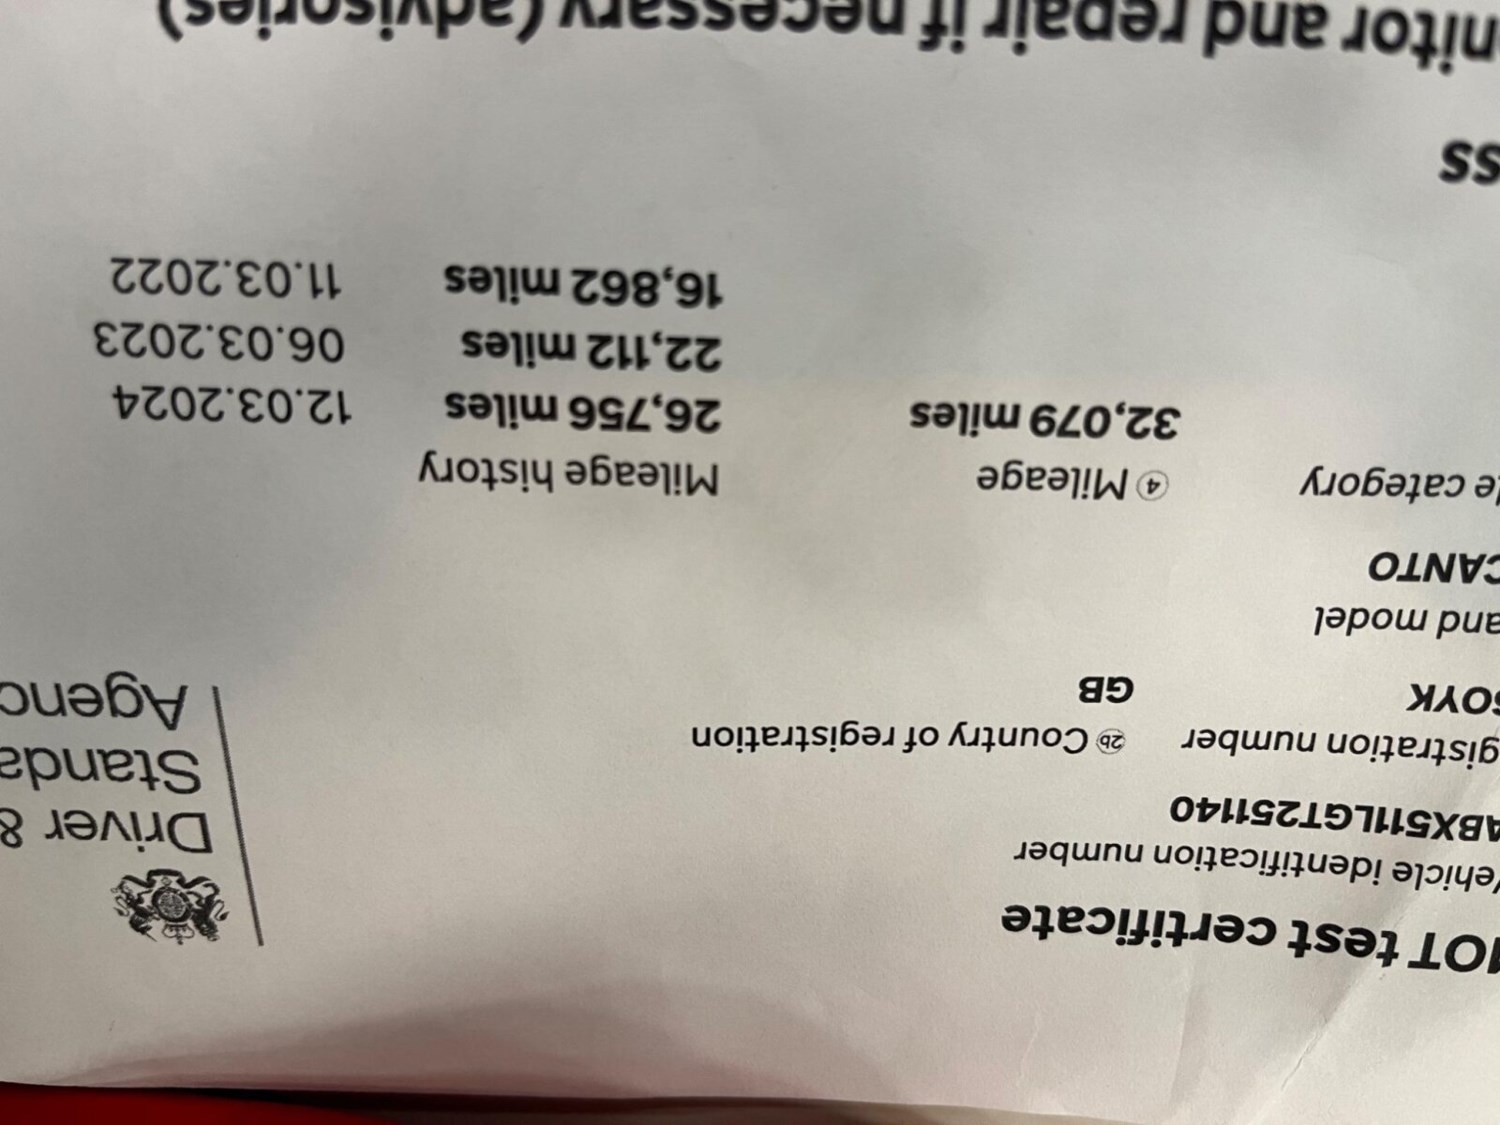 MOT test certificate
Vehicle identification number
ABX511LGT251140
gistration number
2b Country of registration
OYK
GB
and model
CANTO
le category
4 Mileage
32,079 miles
Mileage history
26,756 miles 12.03.2024
22,112 miles 06.03.2023
16,862 miles 11.03.2022
ss
nitor and repair if necessary (advisories)
Driver &
Standa
Agenc